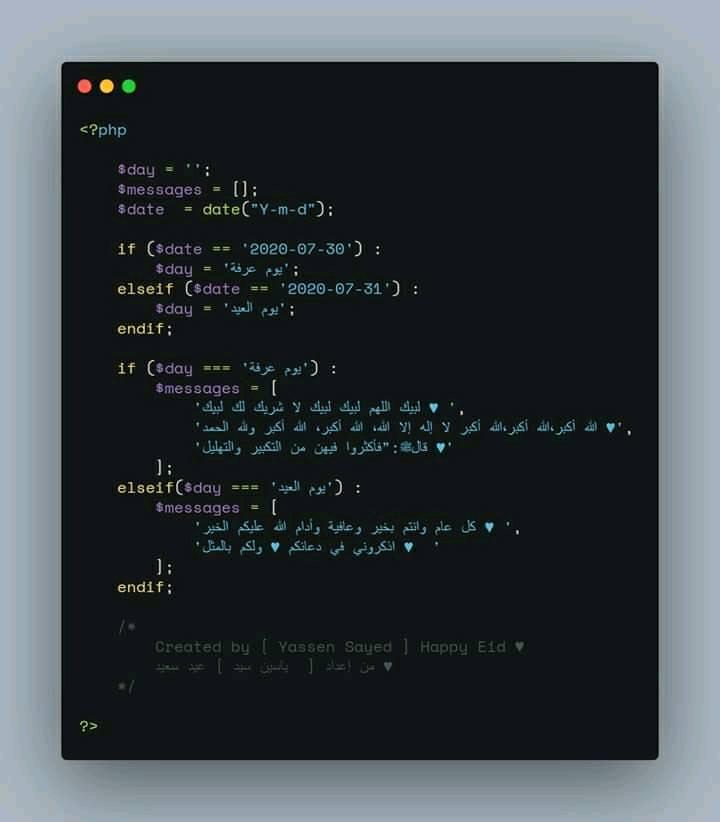 <?php
$day = '';
$messages = [];
$date  = date("Y-m-d");
if ($date == '2020-07-30') :
$day = 'يوم عرفة';
elseif ($date == '2020-07-31') :
$day = 'يوم العيد';
endif;
if ($day === 'يوم عرفة') :
$messages = [
' ♥ لبيك اللهم لبيك لبيك لا شريك لك لبيك',
'♥ الله أكبر،الله أكبر،الله أكبر لا إله إلا الله، الله أكبر، الله أكبر ولله الحمد',
'♥ قالﷺ:"فأكثروا فيهن من التكبير والتهليل'
];
elseif($day === 'يوم العيد') :
$messages = [
' ♥ كل عام وانتم بخير وعافية وأدام الله عليكم الخير',
'  ♥ اذكروني في دعائكم ♥ ولكم بالمثل'
];
endif;
/*
Created by [ Yassen Sayed ] Happy Eid ♥
♥ من إعداد [ ياسين سيد ] عيد سعيد
*/
?>